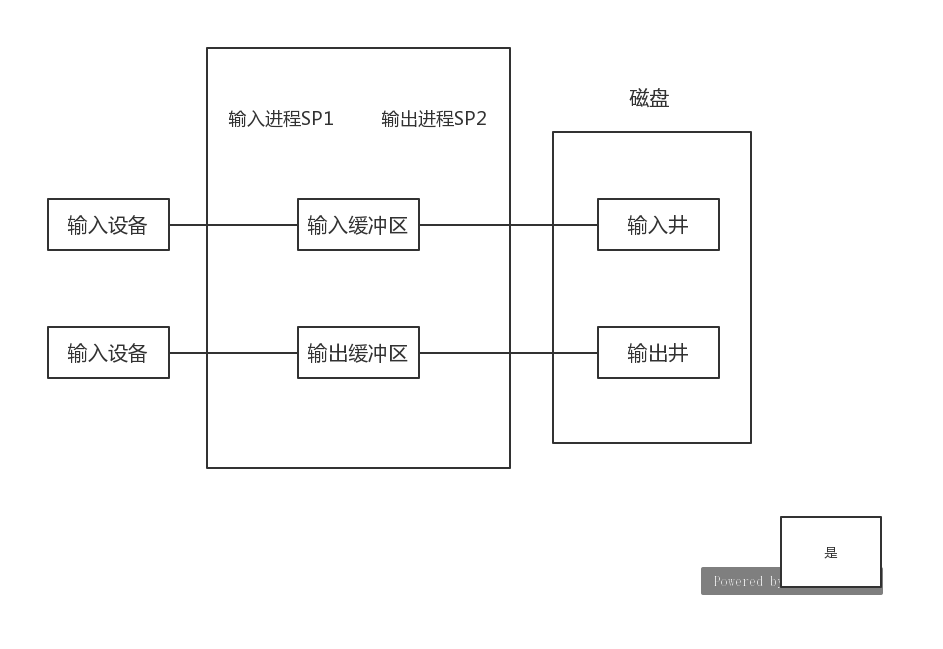 磁盘
输入进程SP1 输出进程SP2
输入设备 输入缓冲区 输入井
输入设备 输出缓冲区 输出井
是
Powered by